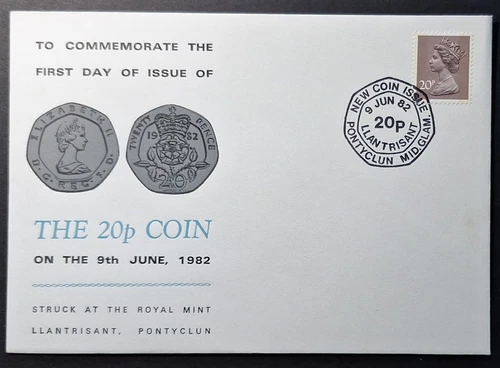 TO COMMEMORATE THE
FIRST DAY OF ISSUE OF
ELIZABETH II
D.G.REG.F.D.
TWENTY PENCE
1982
20
THE 20p COIN
ON THE 9th JUNE, 1982
STRUCK AT THE ROYAL MINT
LLANTRISANT, PONTYCLUN
20P
NEW COIN ISSUE
9 JUN 82
20P
LLANTRISANT
PONTYCLUN MID GLAM.